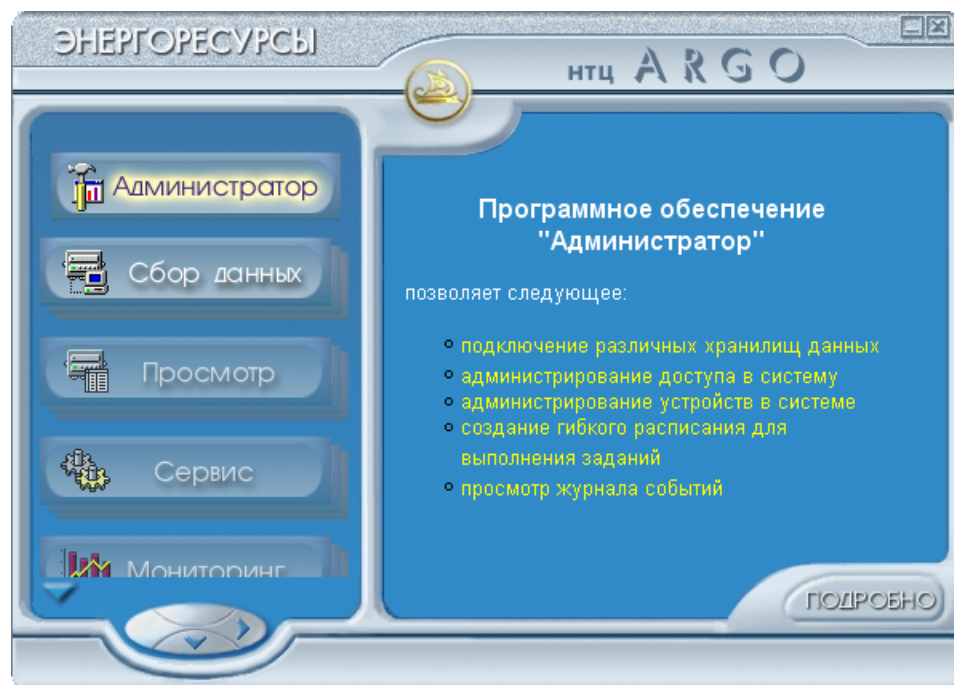 ЭНЕРГОРЕСУРСЫ
НТЦ ARGO
Администратор
Сбор данных
Просмотр
Сервис
Мониторинг
Программное обеспечение
"Администратор"
позволяет следующее:
подключение различных хранилищ данных
администрирование доступа в систему
администрирование устройств в системе
создание гибкого расписания для
выполнения заданий
просмотр журнала событий
ПОДРОБНО